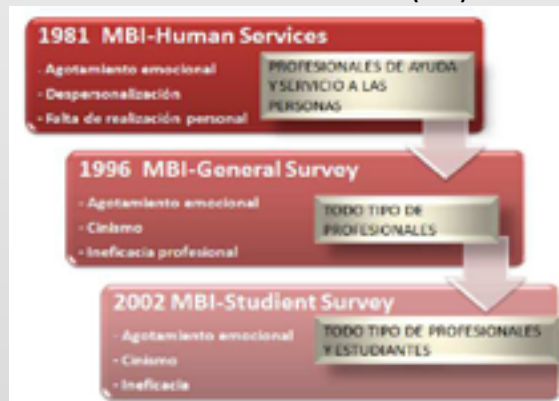 1981 MBI-Human Services
- Agotamiento emocional
- Despersonalización
- Falta de realización personal
PROFESIONALES DE AYUDA
Y SERVICIO A LAS
PERSONAS
1996 MBI-General Survey
- Agotamiento emocional
- Cinismo
- Ineficacia profesional
TODO TIPO DE
PROFESIONALES
2002 MBI-Studient Survey
- Agotamiento emocional
- Cinismo
- Ineficacia
TODO TIPO DE PROFESIONALES
Y ESTUDIANTES